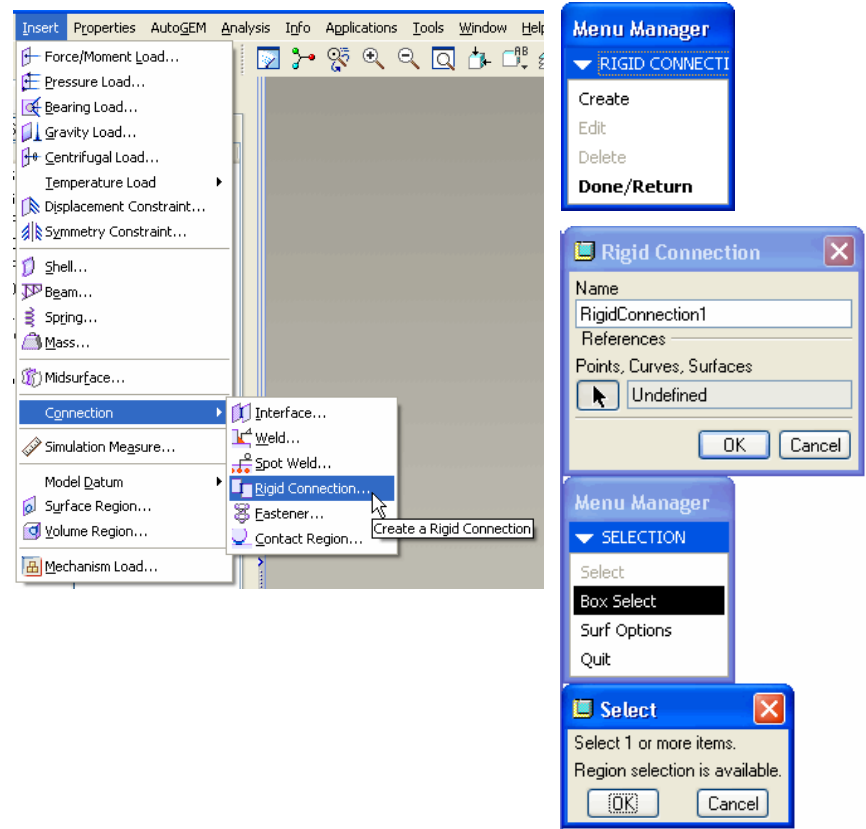 Insert Properties AutoGEM Analysis Info Applications Tools Window Help
Force/Moment Load...
Pressure Load...
Bearing Load...
Gravity Load...
Centrifugal Load...
Temperature Load
Displacement Constraint...
Symmetry Constraint...
Shell...
Beam...
Spring...
Mass...
Midsurface...
Connection
Simulation Measure...
Model Datum
Surface Region...
Volume Region...
Mechanism Load...
Interface...
Weld...
Spot Weld...
Rigid Connection...
Fastener...
Contact Region...
Create a Rigid Connection
Menu Manager
RIGID CONNECTI
Create
Edit
Delete
Done/Return
Rigid Connection
Name
RigidConnection1
References
Points, Curves, Surfaces
Undefined
OK Cancel
Menu Manager
SELECTION
Select
Box Select
Surf Options
Quit
Select
Select 1 or more items.
Region selection is available.
OK Cancel